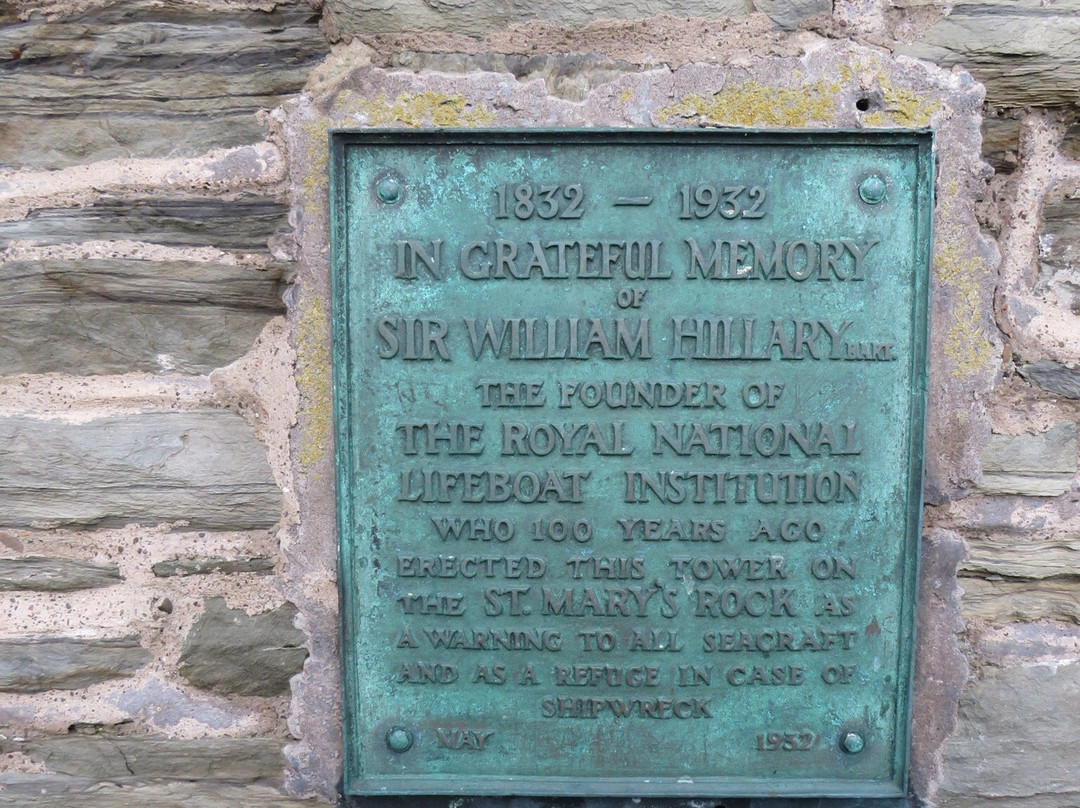 1832 — 1932
IN GRATEFUL MEMORY
OF
SIR WILLIAM HILLARY BART.
THE FOUNDER OF
THE ROYAL NATIONAL
LIFEBOAT INSTITUTION
WHO 100 YEARS AGO
ERECTED THIS TOWER ON
THE ST. MARY'S ROCK AS
A WARNING TO ALL SEACRAFT
AND AS A REFUGE IN CASE OF
SHIPWRECK
MAY 1932